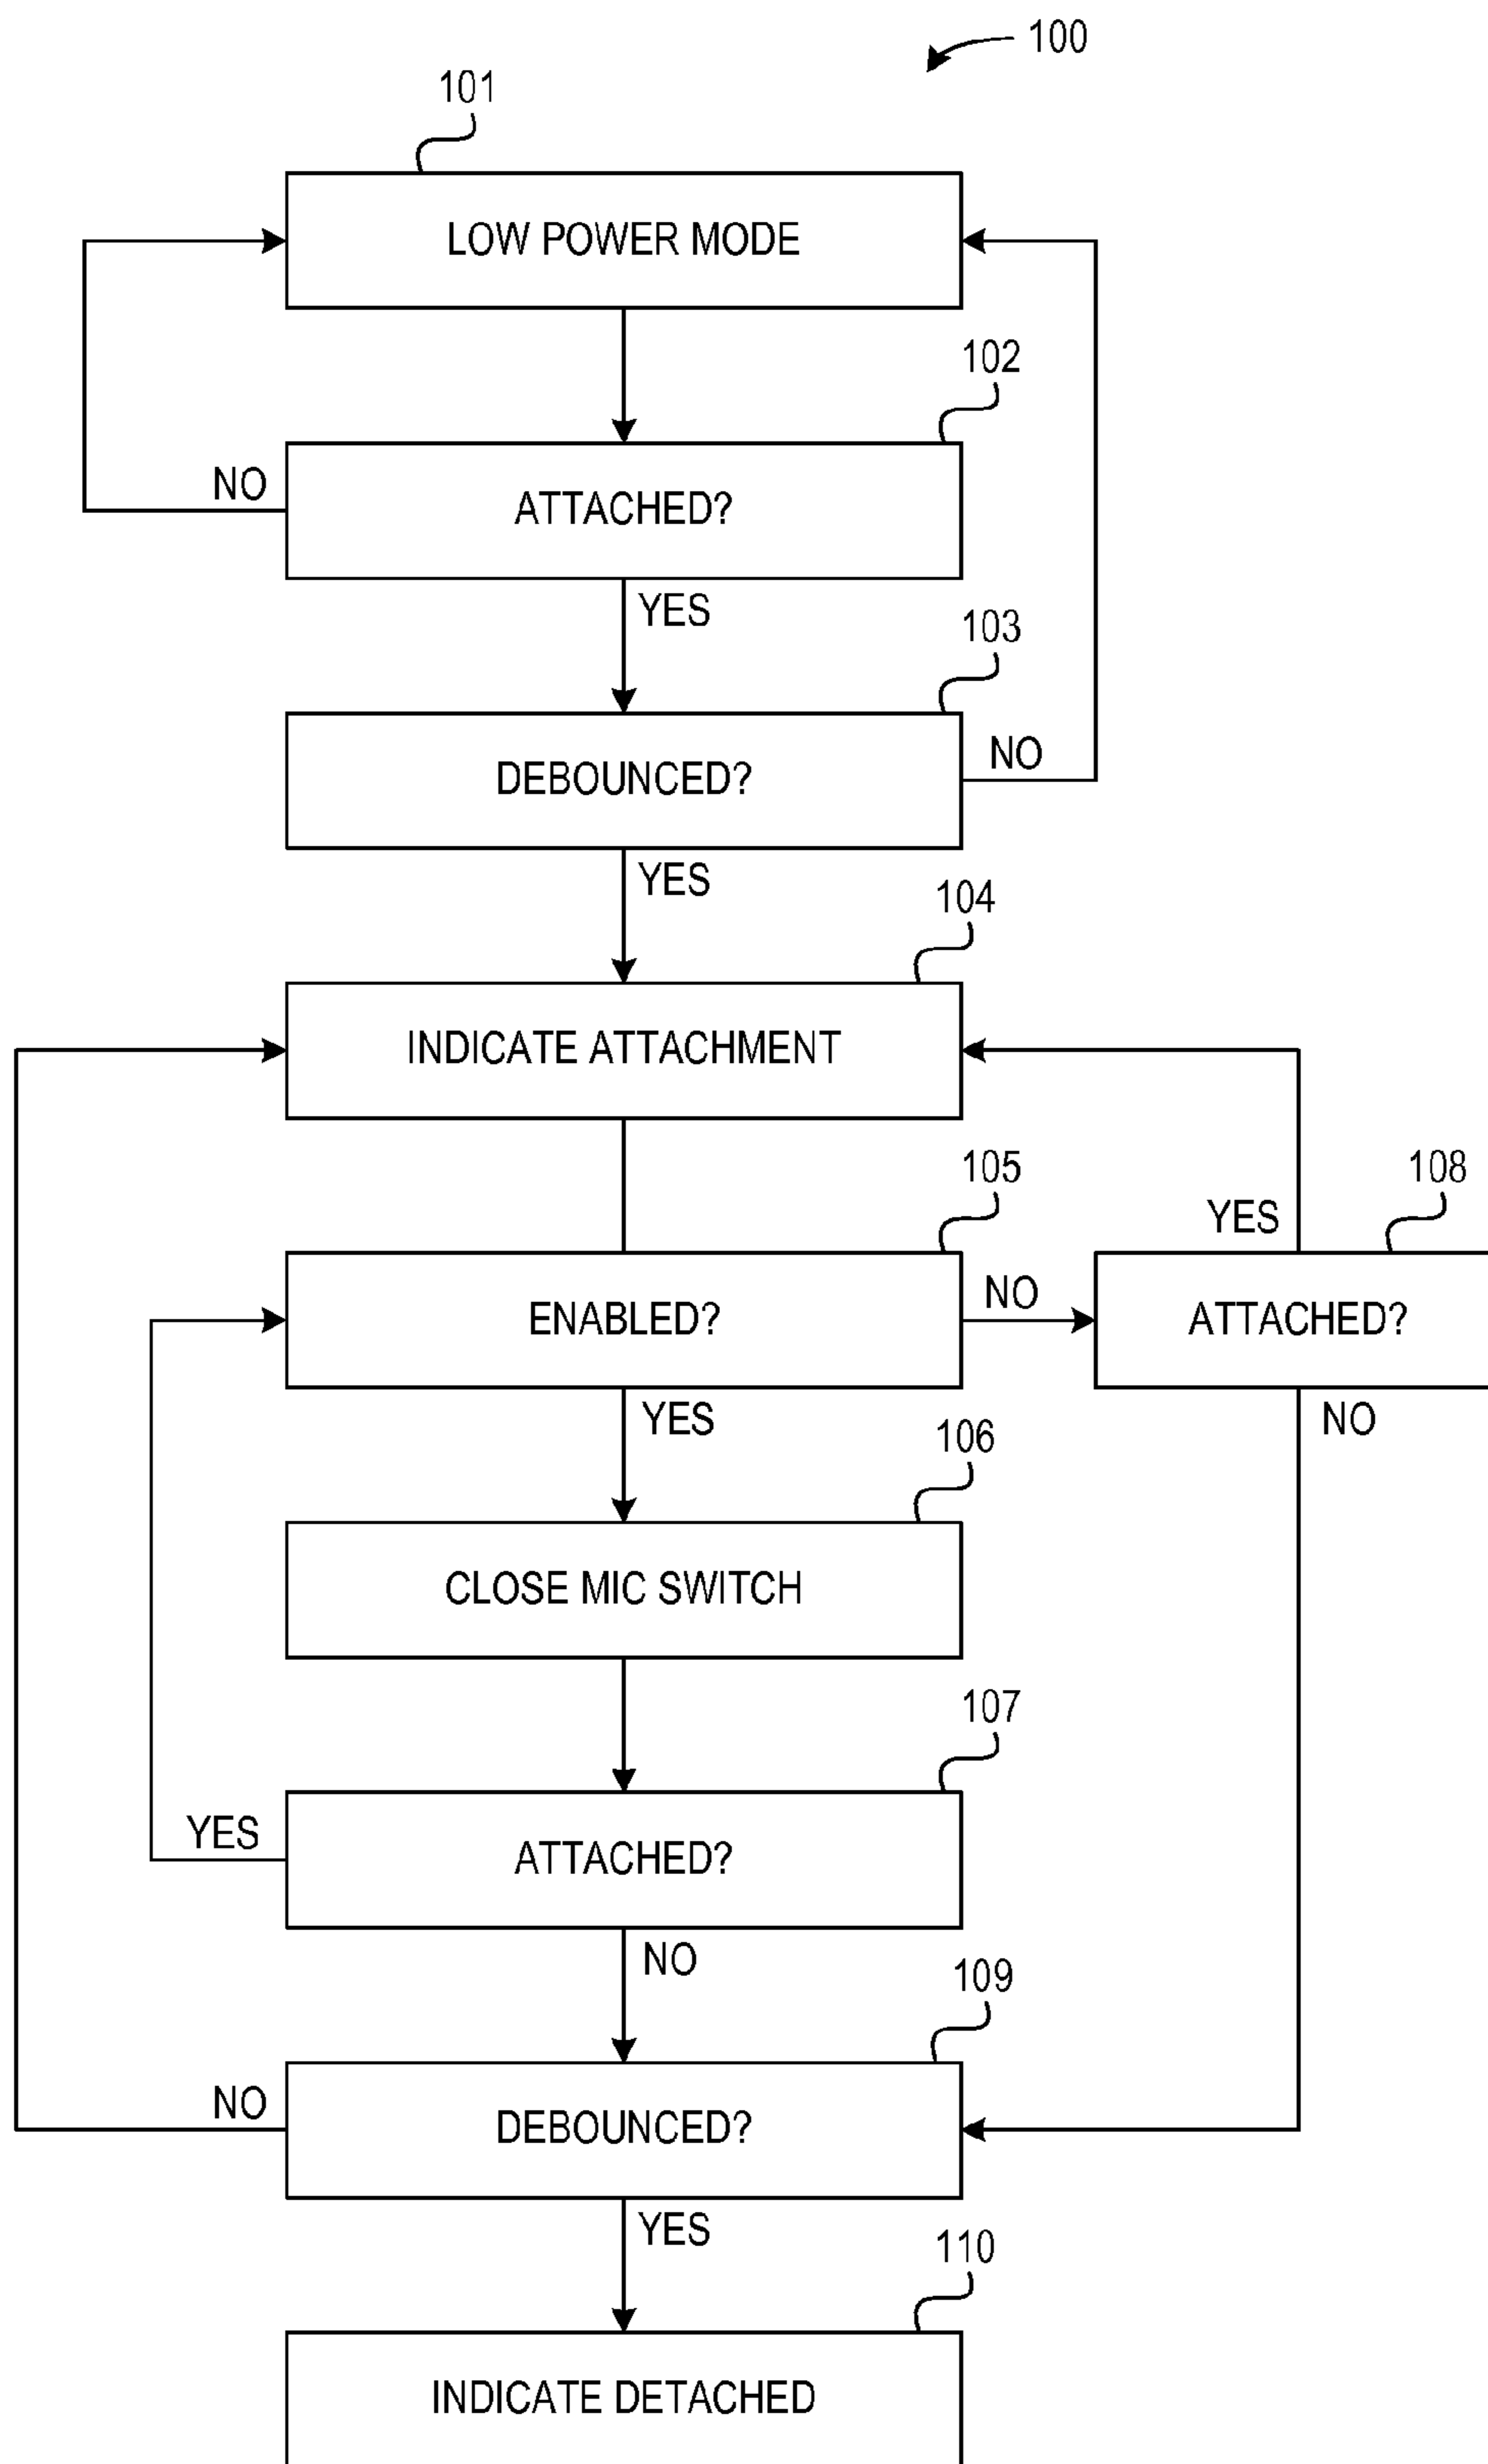 100
101
LOW POWER MODE
102
NO
ATTACHED?
YES
103
DEBOUNCED?
NO
YES
104
INDICATE ATTACHMENT
105
108
YES
ENABLED?
NO
ATTACHED?
YES
NO
106
CLOSE MIC SWITCH
107
YES
ATTACHED?
NO
109
NO
DEBOUNCED?
YES
110
INDICATE DETACHED